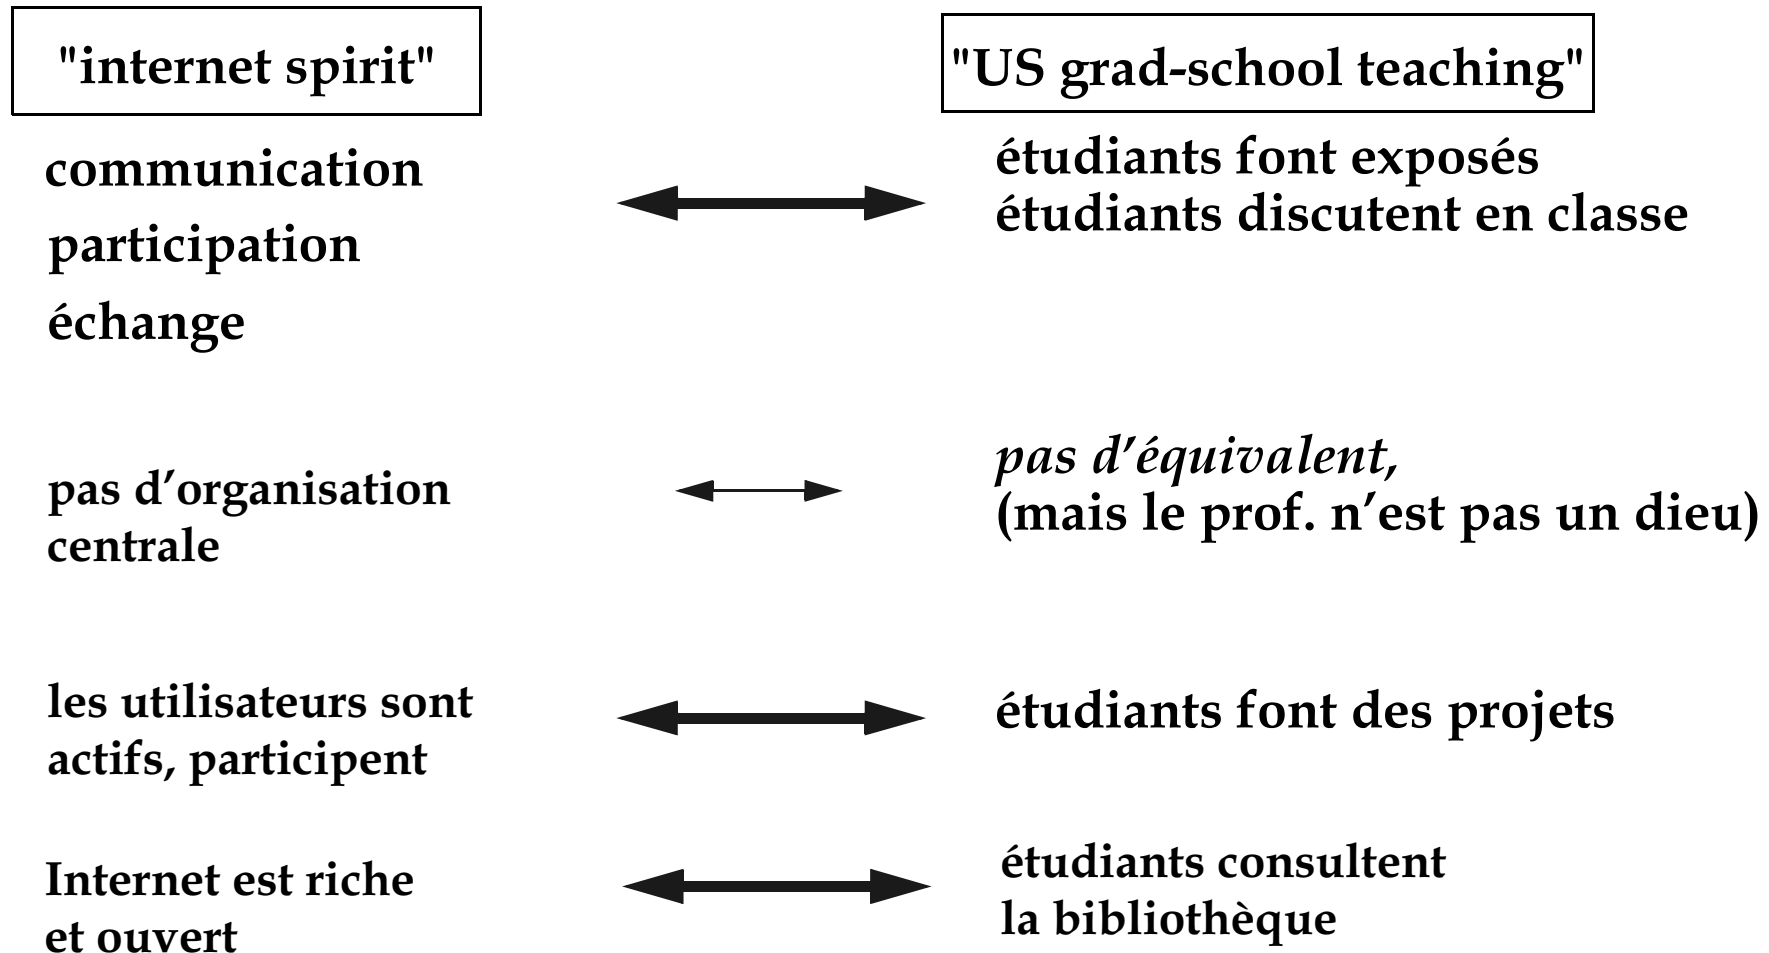 "internet spirit"
"US grad-school teaching"
communication
participation
échange
étudiants font exposés
étudiants discutent en classe
pas d’organisation
centrale
pas d’équivalent,
(mais le prof. n’est pas un dieu)
les utilisateurs sont
actifs, participent
étudiants font des projets
Internet est riche
et ouvert
étudiants consultent
la bibliothèque